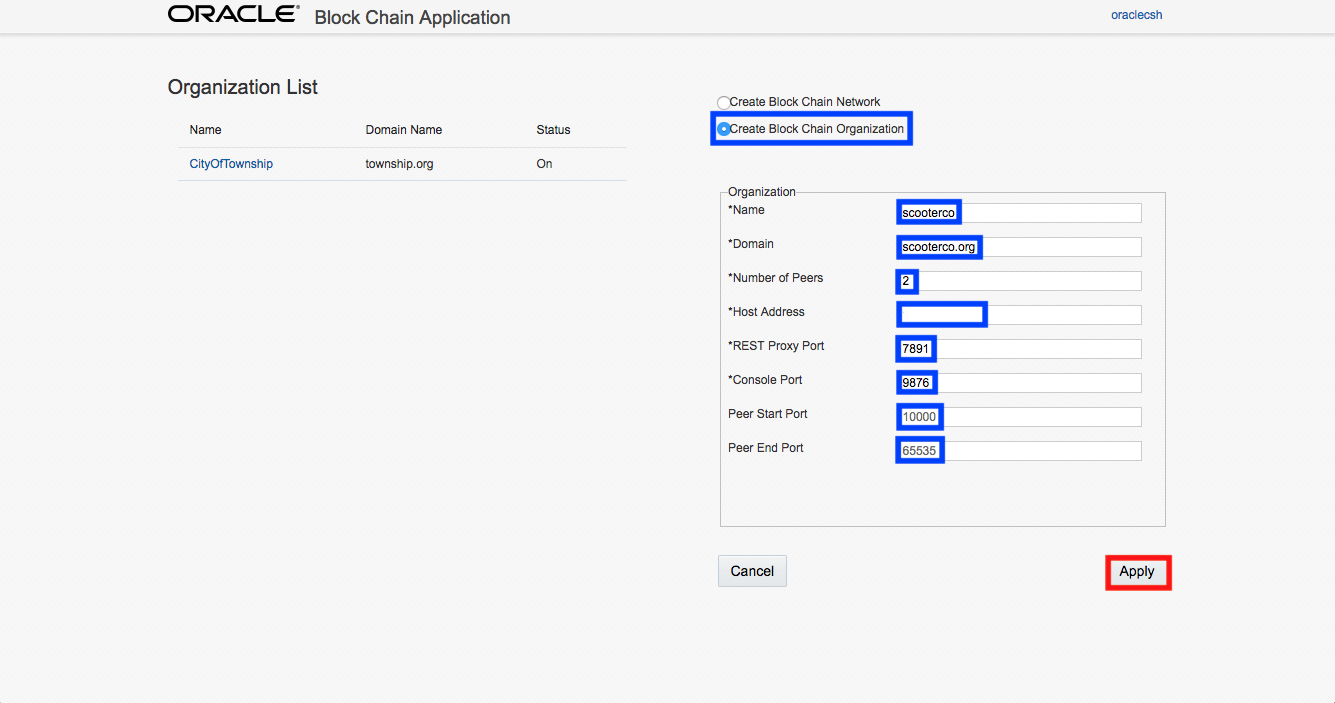 ORACLE® Block Chain Application
oraclecsh
Organization List
Name Domain Name Status
CityOfTownship township.org On
Create Block Chain Network
Create Block Chain Organization
Organization
*Name scooterco
*Domain scooterco.org
*Number of Peers 2
*Host Address
*REST Proxy Port 7891
*Console Port 9876
Peer Start Port 10000
Peer End Port 65535
Cancel Apply